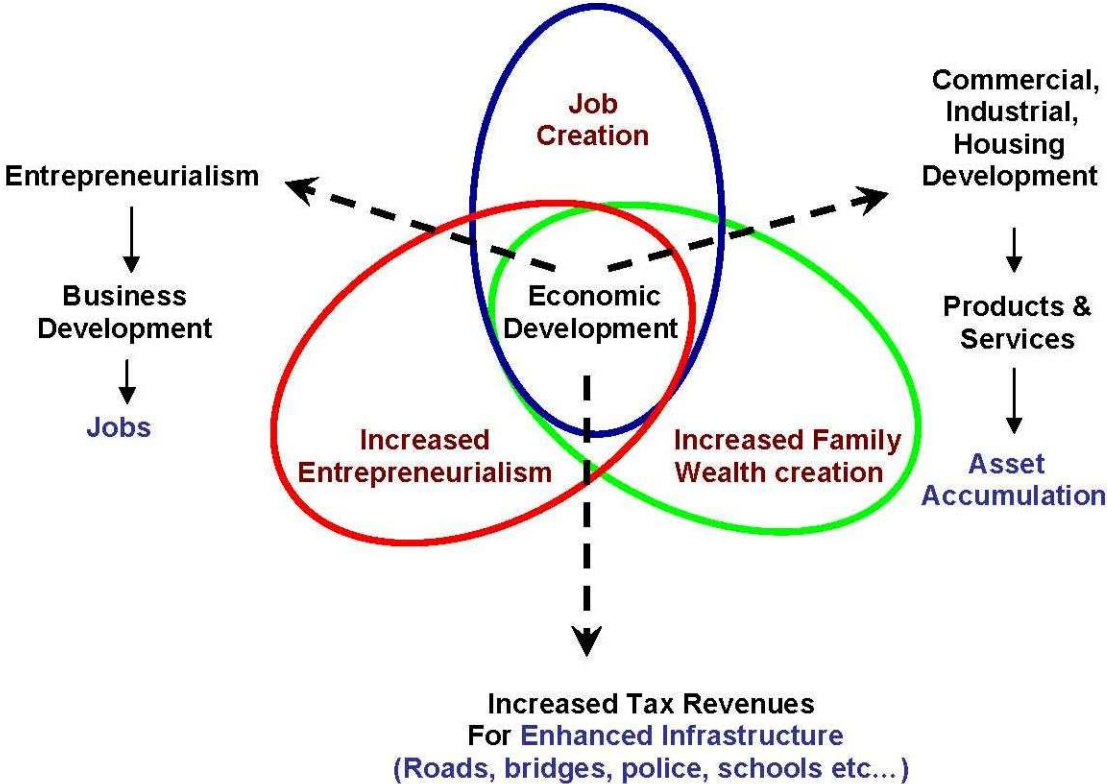 Job
Creation
Commercial,
Industrial,
Housing
Development
Entrepreneurialism
Business
Development
Jobs
Economic
Development
Products &
Services
Increased
Entrepreneurialism
Increased Family
Wealth creation
Asset
Accumulation
Increased Tax Revenues
For Enhanced Infrastructure
(Roads, bridges, police, schools etc…)